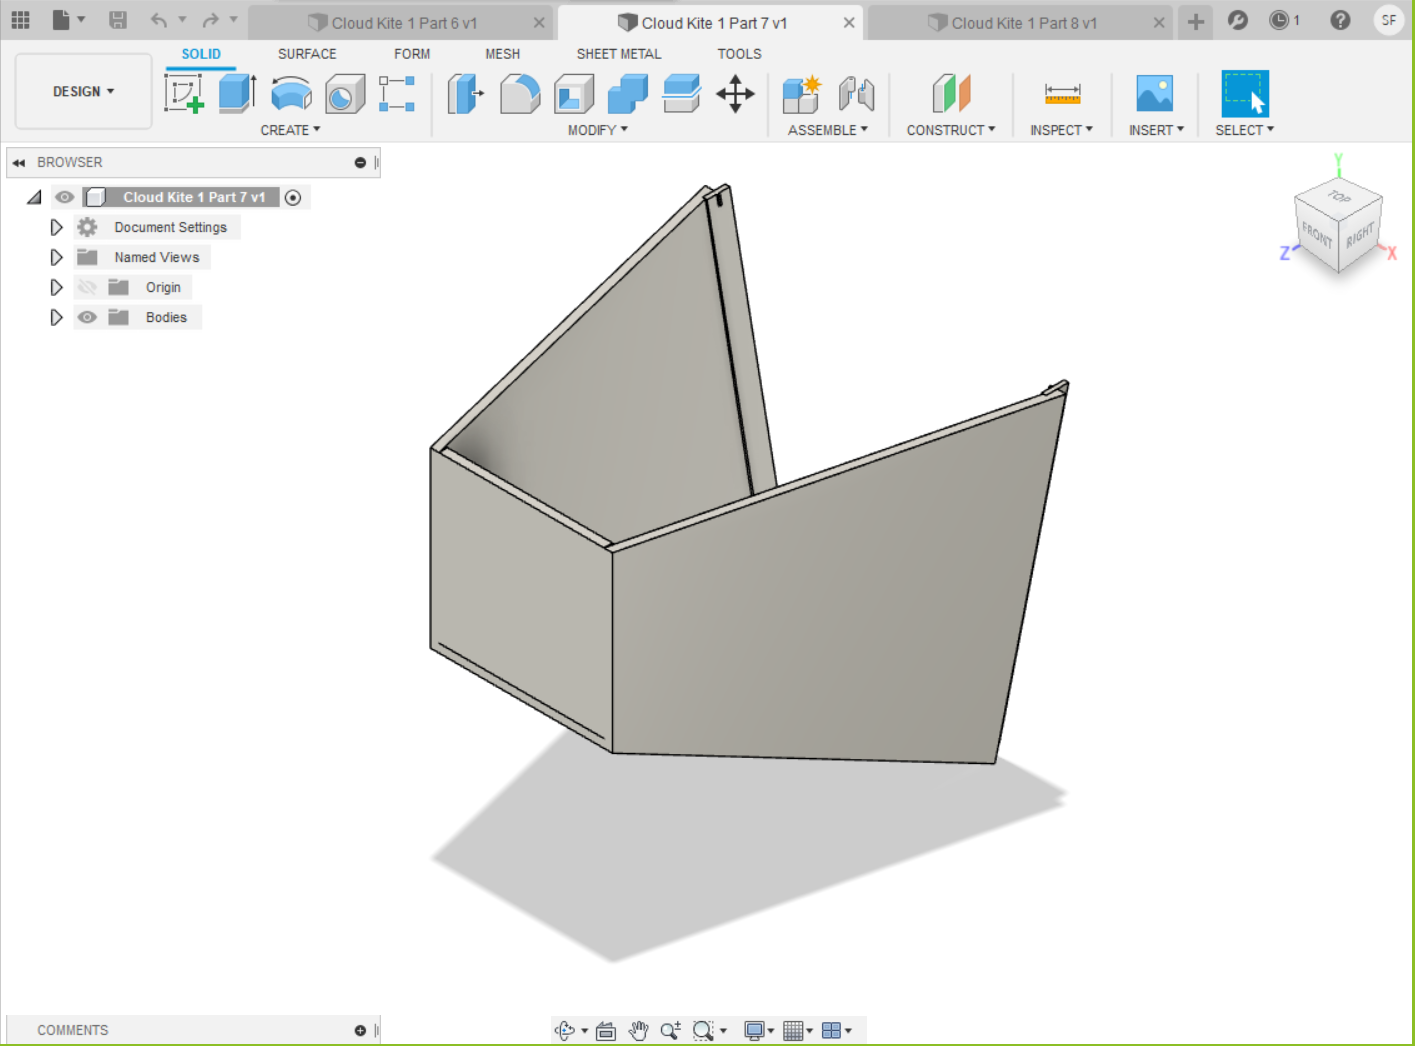 Cloud Kite 1 Part 6 v1
Cloud Kite 1 Part 7 v1
Cloud Kite 1 Part 8 v1
1
SF
SOLID
SURFACE
FORM
MESH
SHEET METAL
TOOLS
DESIGN
CREATE
MODIFY
ASSEMBLE
CONSTRUCT
INSPECT
INSERT
SELECT
BROWSER
Cloud Kite 1 Part 7 v1
Document Settings
Named Views
Origin
Bodies
Y
TOP
FRONT
RIGHT
Z
X
COMMENTS